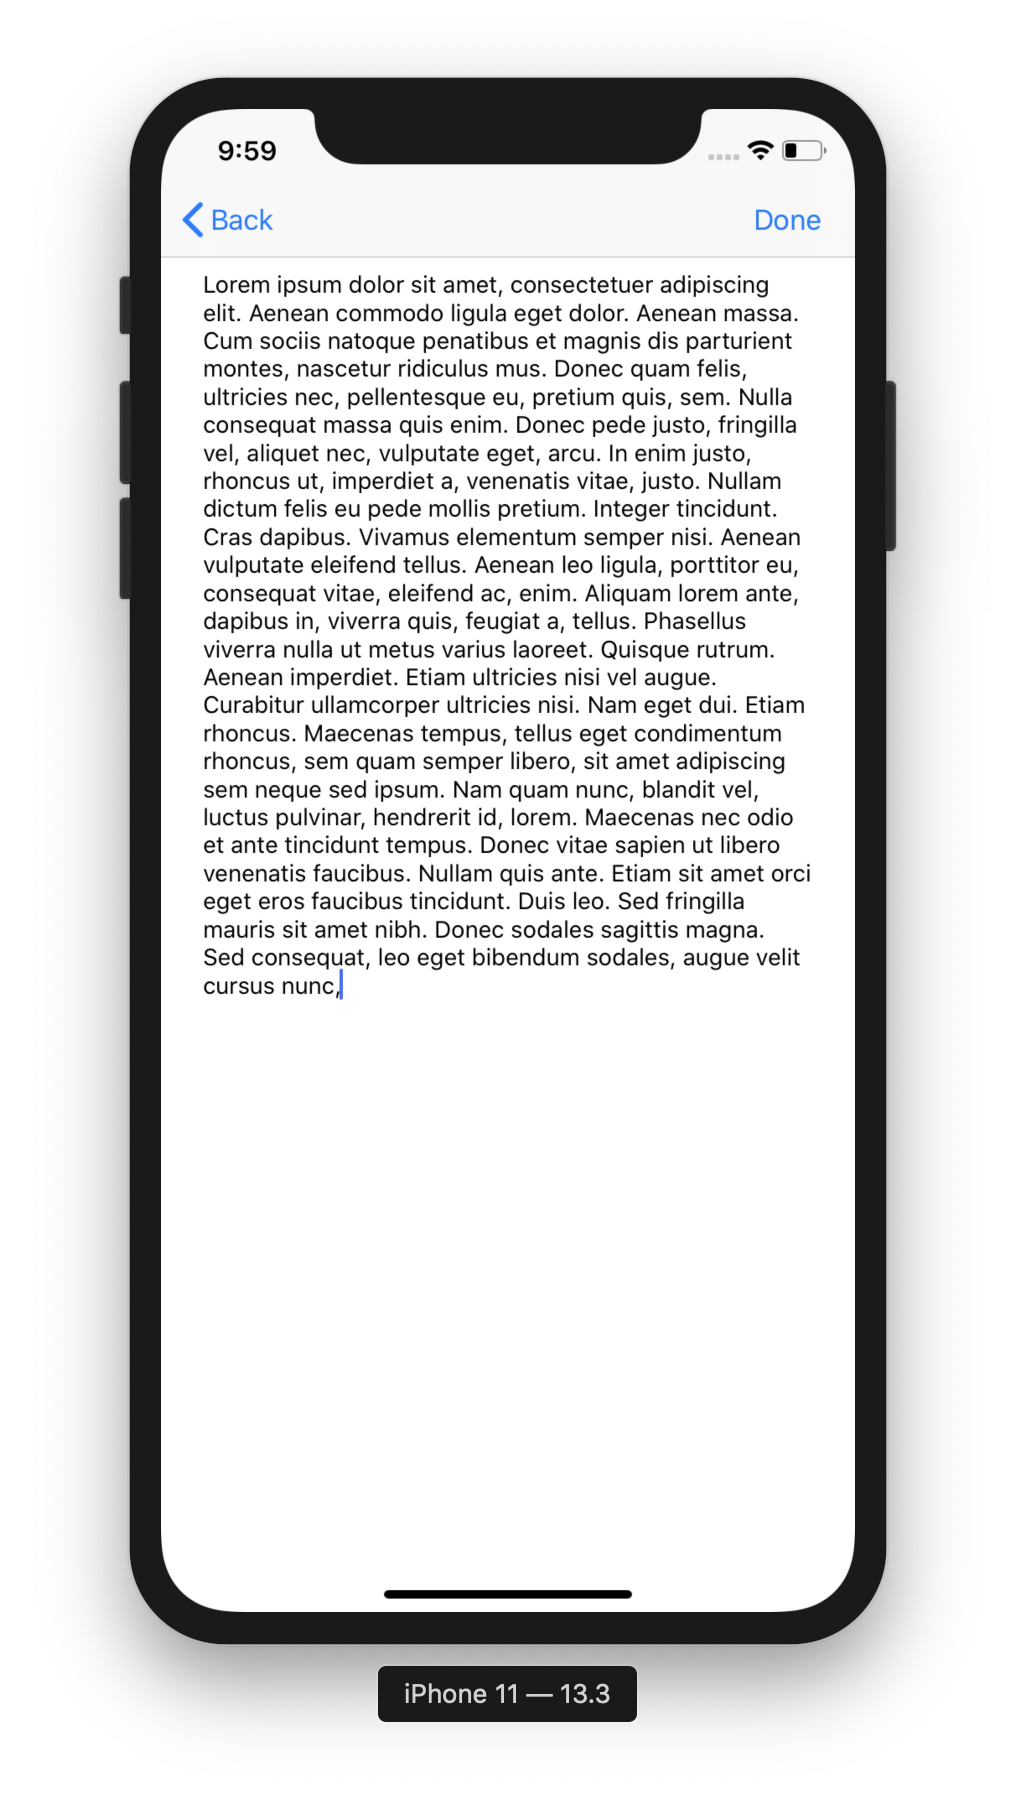 9:59
Back
Done
Lorem ipsum dolor sit amet, consectetuer adipiscing
elit. Aenean commodo ligula eget dolor. Aenean massa.
Cum sociis natoque penatibus et magnis dis parturient
montes, nascetur ridiculus mus. Donec quam felis,
ultricies nec, pellentesque eu, pretium quis, sem. Nulla
consequat massa quis enim. Donec pede justo, fringilla
vel, aliquet nec, vulputate eget, arcu. In enim justo,
rhoncus ut, imperdiet a, venenatis vitae, justo. Nullam
dictum felis eu pede mollis pretium. Integer tincidunt.
Cras dapibus. Vivamus elementum semper nisi. Aenean
vulputate eleifend tellus. Aenean leo ligula, porttitor eu,
consequat vitae, eleifend ac, enim. Aliquam lorem ante,
dapibus in, viverra quis, feugiat a, tellus. Phasellus
viverra nulla ut metus varius laoreet. Quisque rutrum.
Aenean imperdiet. Etiam ultricies nisi vel augue.
Curabitur ullamcorper ultricies nisi. Nam eget dui. Etiam
rhoncus. Maecenas tempus, tellus eget condimentum
rhoncus, sem quam semper libero, sit amet adipiscing
sem neque sed ipsum. Nam quam nunc, blandit vel,
luctus pulvinar, hendrerit id, lorem. Maecenas nec odio
et ante tincidunt tempus. Donec vitae sapien ut libero
venenatis faucibus. Nullam quis ante. Etiam sit amet orci
eget eros faucibus tincidunt. Duis leo. Sed fringilla
mauris sit amet nibh. Donec sodales sagittis magna.
Sed consequat, leo eget bibendum sodales, augue velit
cursus nunc,
iPhone 11 — 13.3